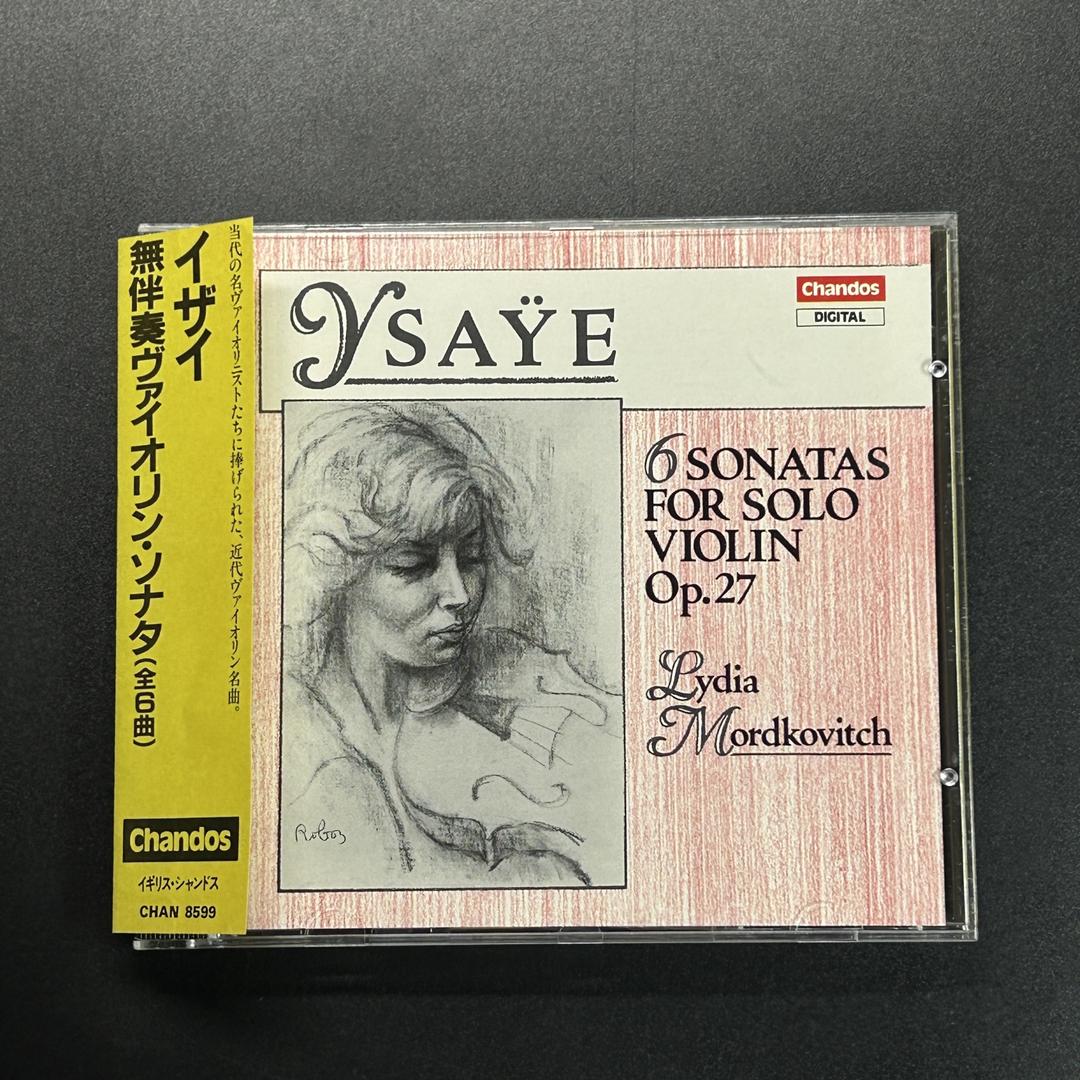 当代の名ヴァイオリニストたちに捧げられた、近代ヴァイオリン名曲。
イザイ
無伴奏ヴァイオリン・ソナタ(全6曲)
Chandos
イギリス・シャンドス
CHAN 8599
YSAŸE
Chandos
DIGITAL
6 SONATAS
FOR SOLO
VIOLIN
Op.27
Lydia
Mordkovitch